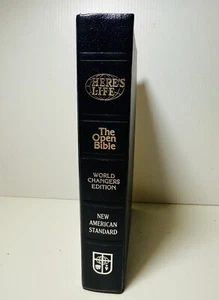 HERE'S
LIFE
The
Open
Bible
WORLD
CHANGERS
EDITION
NEW
AMERICAN
STANDARD